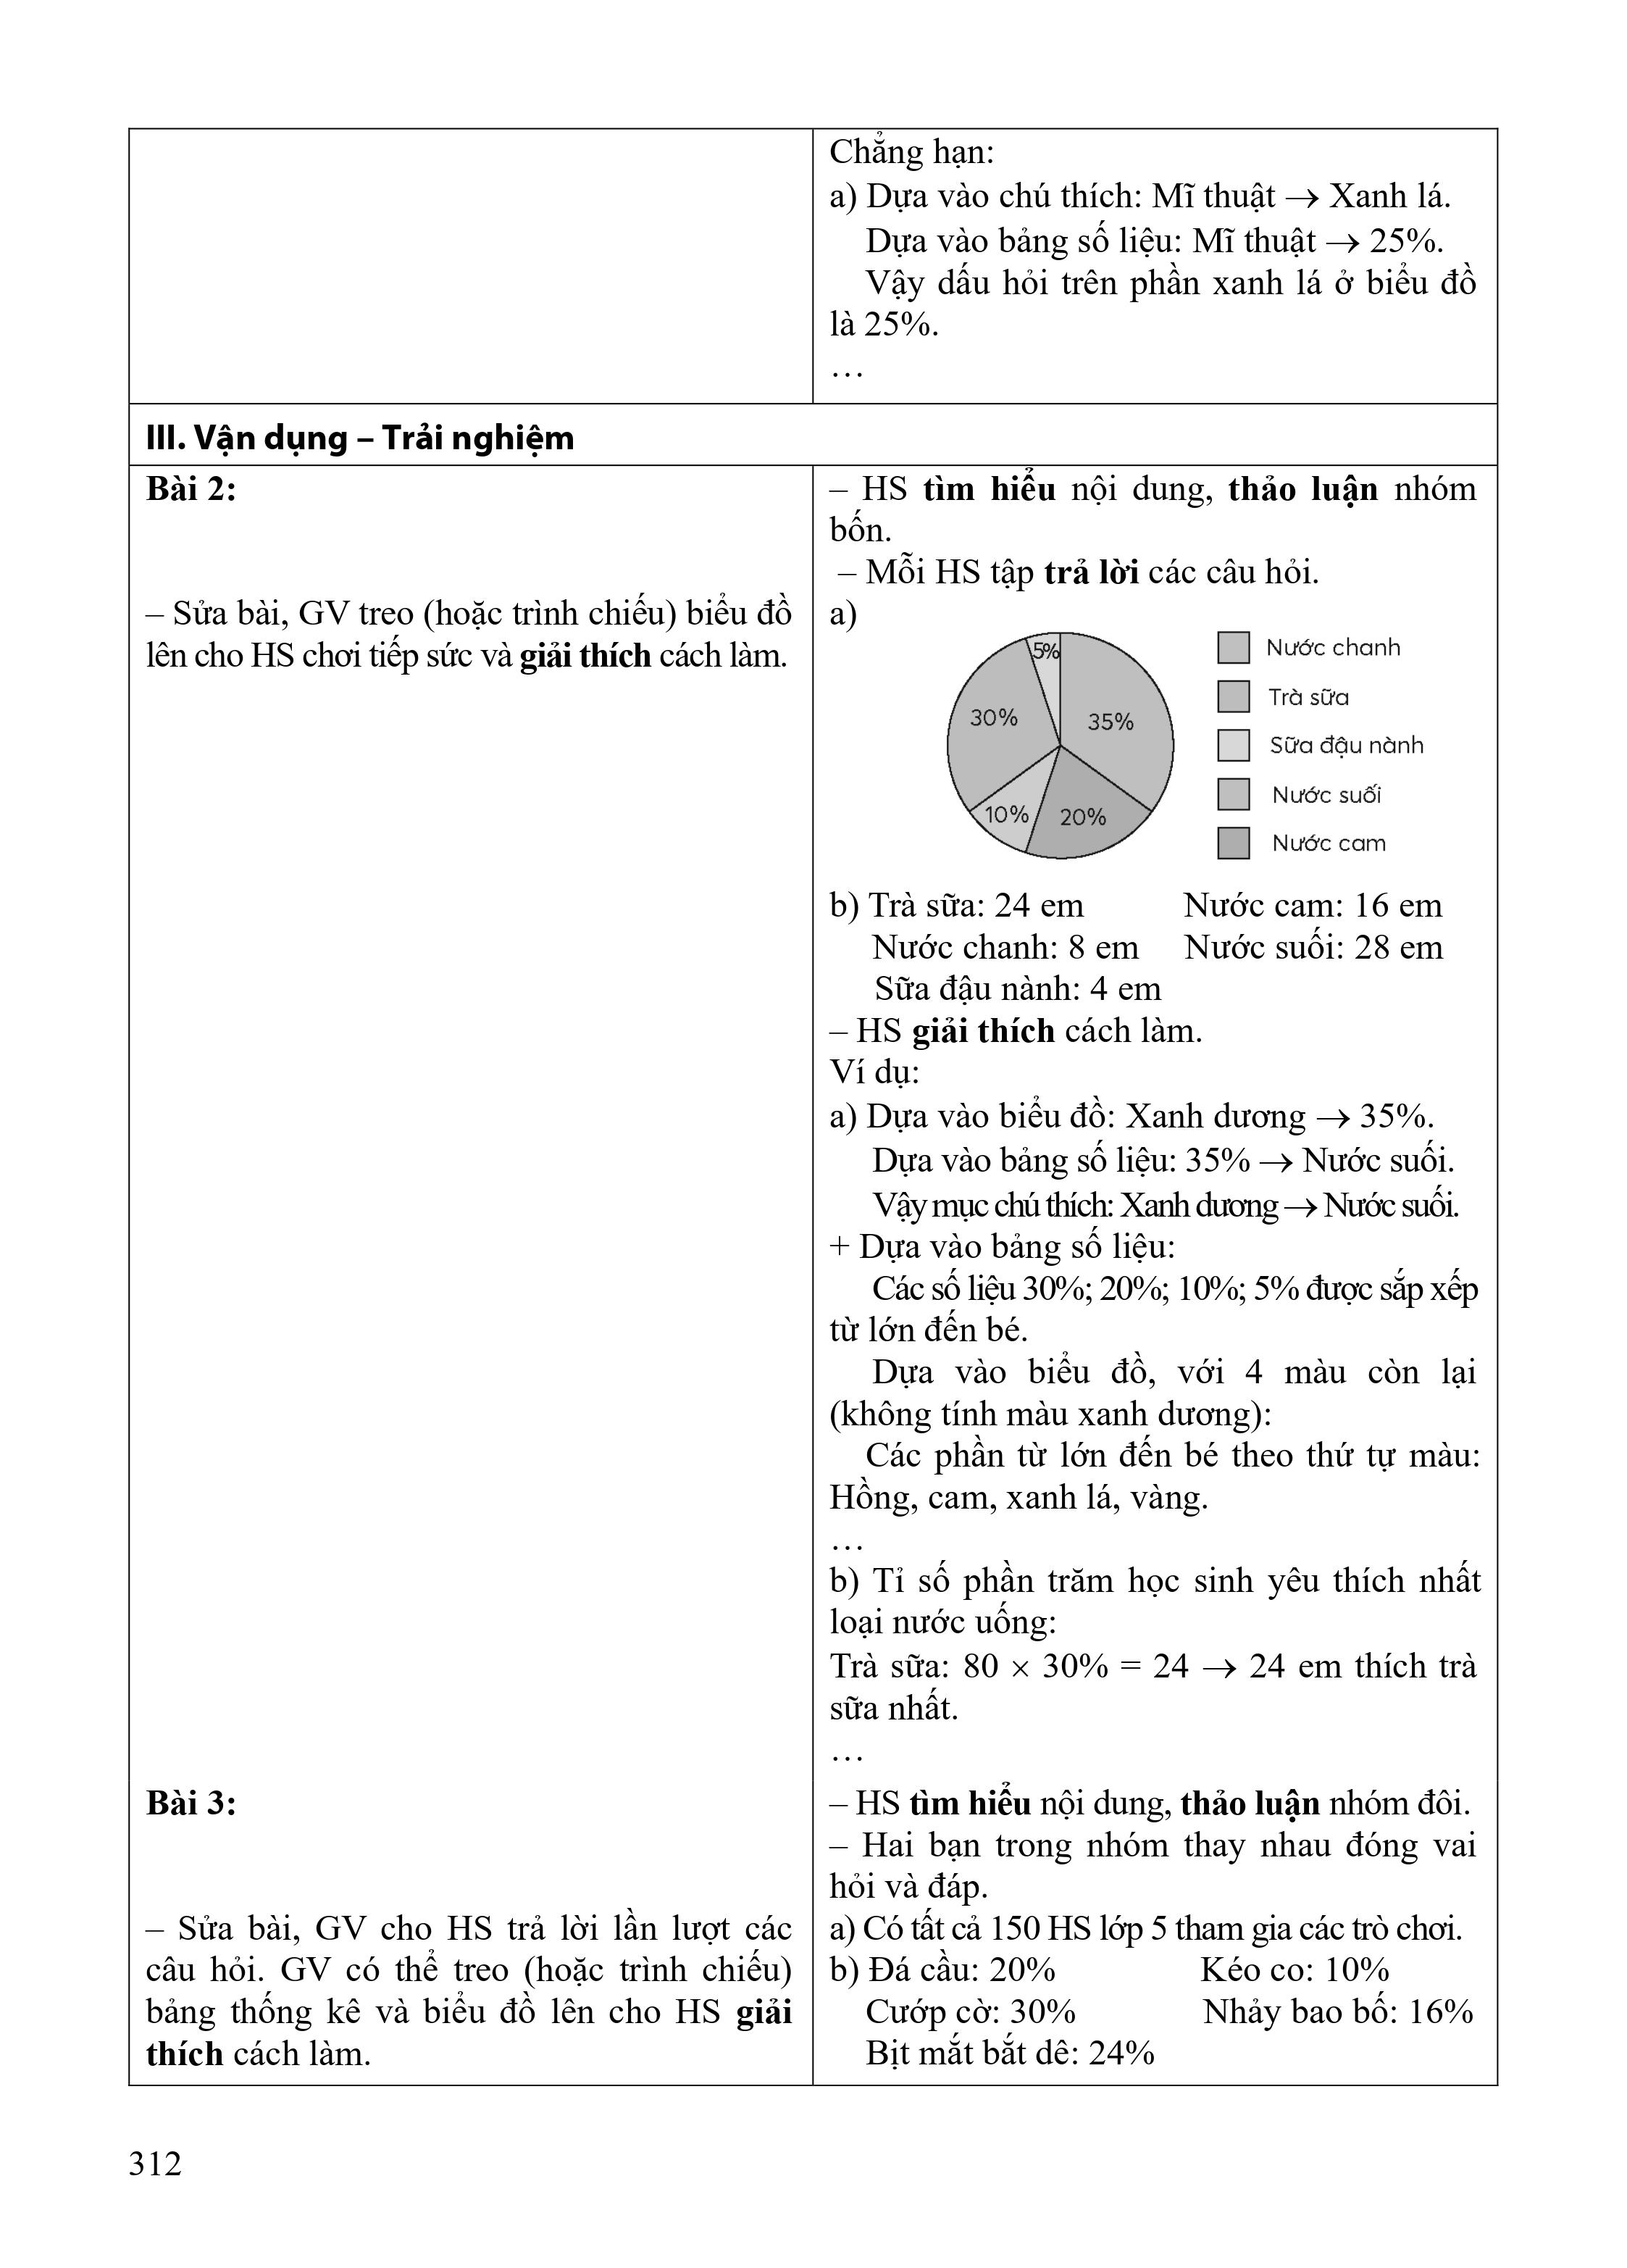 Chẳng hạn:
a) Dựa vào chú thích: Mĩ thuật → Xanh lá.
Dựa vào bảng số liệu: Mĩ thuật → 25%.
Vậy dấu hỏi trên phần xanh lá ở biểu đồ
là 25%.
…
III. Vận dụng – Trải nghiệm
Bài 2:
– Sửa bài, GV treo (hoặc trình chiếu) biểu đồ
lên cho HS chơi tiếp sức và giải thích cách làm.
– HS tìm hiểu nội dung, thảo luận nhóm
bốn.
– Mỗi HS tập trả lời các câu hỏi.
a)
5%
30%
35%
10%
20%
Nước chanh
Trà sữa
Sữa đậu nành
Nước suối
Nước cam
b) Trà sữa: 24 em Nước cam: 16 em
Nước chanh: 8 em Nước suối: 28 em
Sữa đậu nành: 4 em
– HS giải thích cách làm.
Ví dụ:
a) Dựa vào biểu đồ: Xanh dương → 35%.
Dựa vào bảng số liệu: 35% → Nước suối.
Vậy mục chú thích: Xanh dương → Nước suối.
+ Dựa vào bảng số liệu:
Các số liệu 30%; 20%; 10%; 5% được sắp xếp
từ lớn đến bé.
Dựa vào biểu đồ, với 4 màu còn lại
(không tính màu xanh dương):
Các phần từ lớn đến bé theo thứ tự màu:
Hồng, cam, xanh lá, vàng.
…
b) Tỉ số phần trăm học sinh yêu thích nhất
loại nước uống:
Trà sữa: 80 × 30% = 24 → 24 em thích trà
sữa nhất.
…
Bài 3:
– Sửa bài, GV cho HS trả lời lần lượt các
câu hỏi. GV có thể treo (hoặc trình chiếu)
bảng thống kê và biểu đồ lên cho HS giải
thích cách làm.
– HS tìm hiểu nội dung, thảo luận nhóm đôi.
– Hai bạn trong nhóm thay nhau đóng vai
hỏi và đáp.
a) Có tất cả 150 HS lớp 5 tham gia các trò chơi.
b) Đá cầu: 20% Kéo co: 10%
Cướp cờ: 30% Nhảy bao bố: 16%
Bịt mắt bắt dê: 24%
312